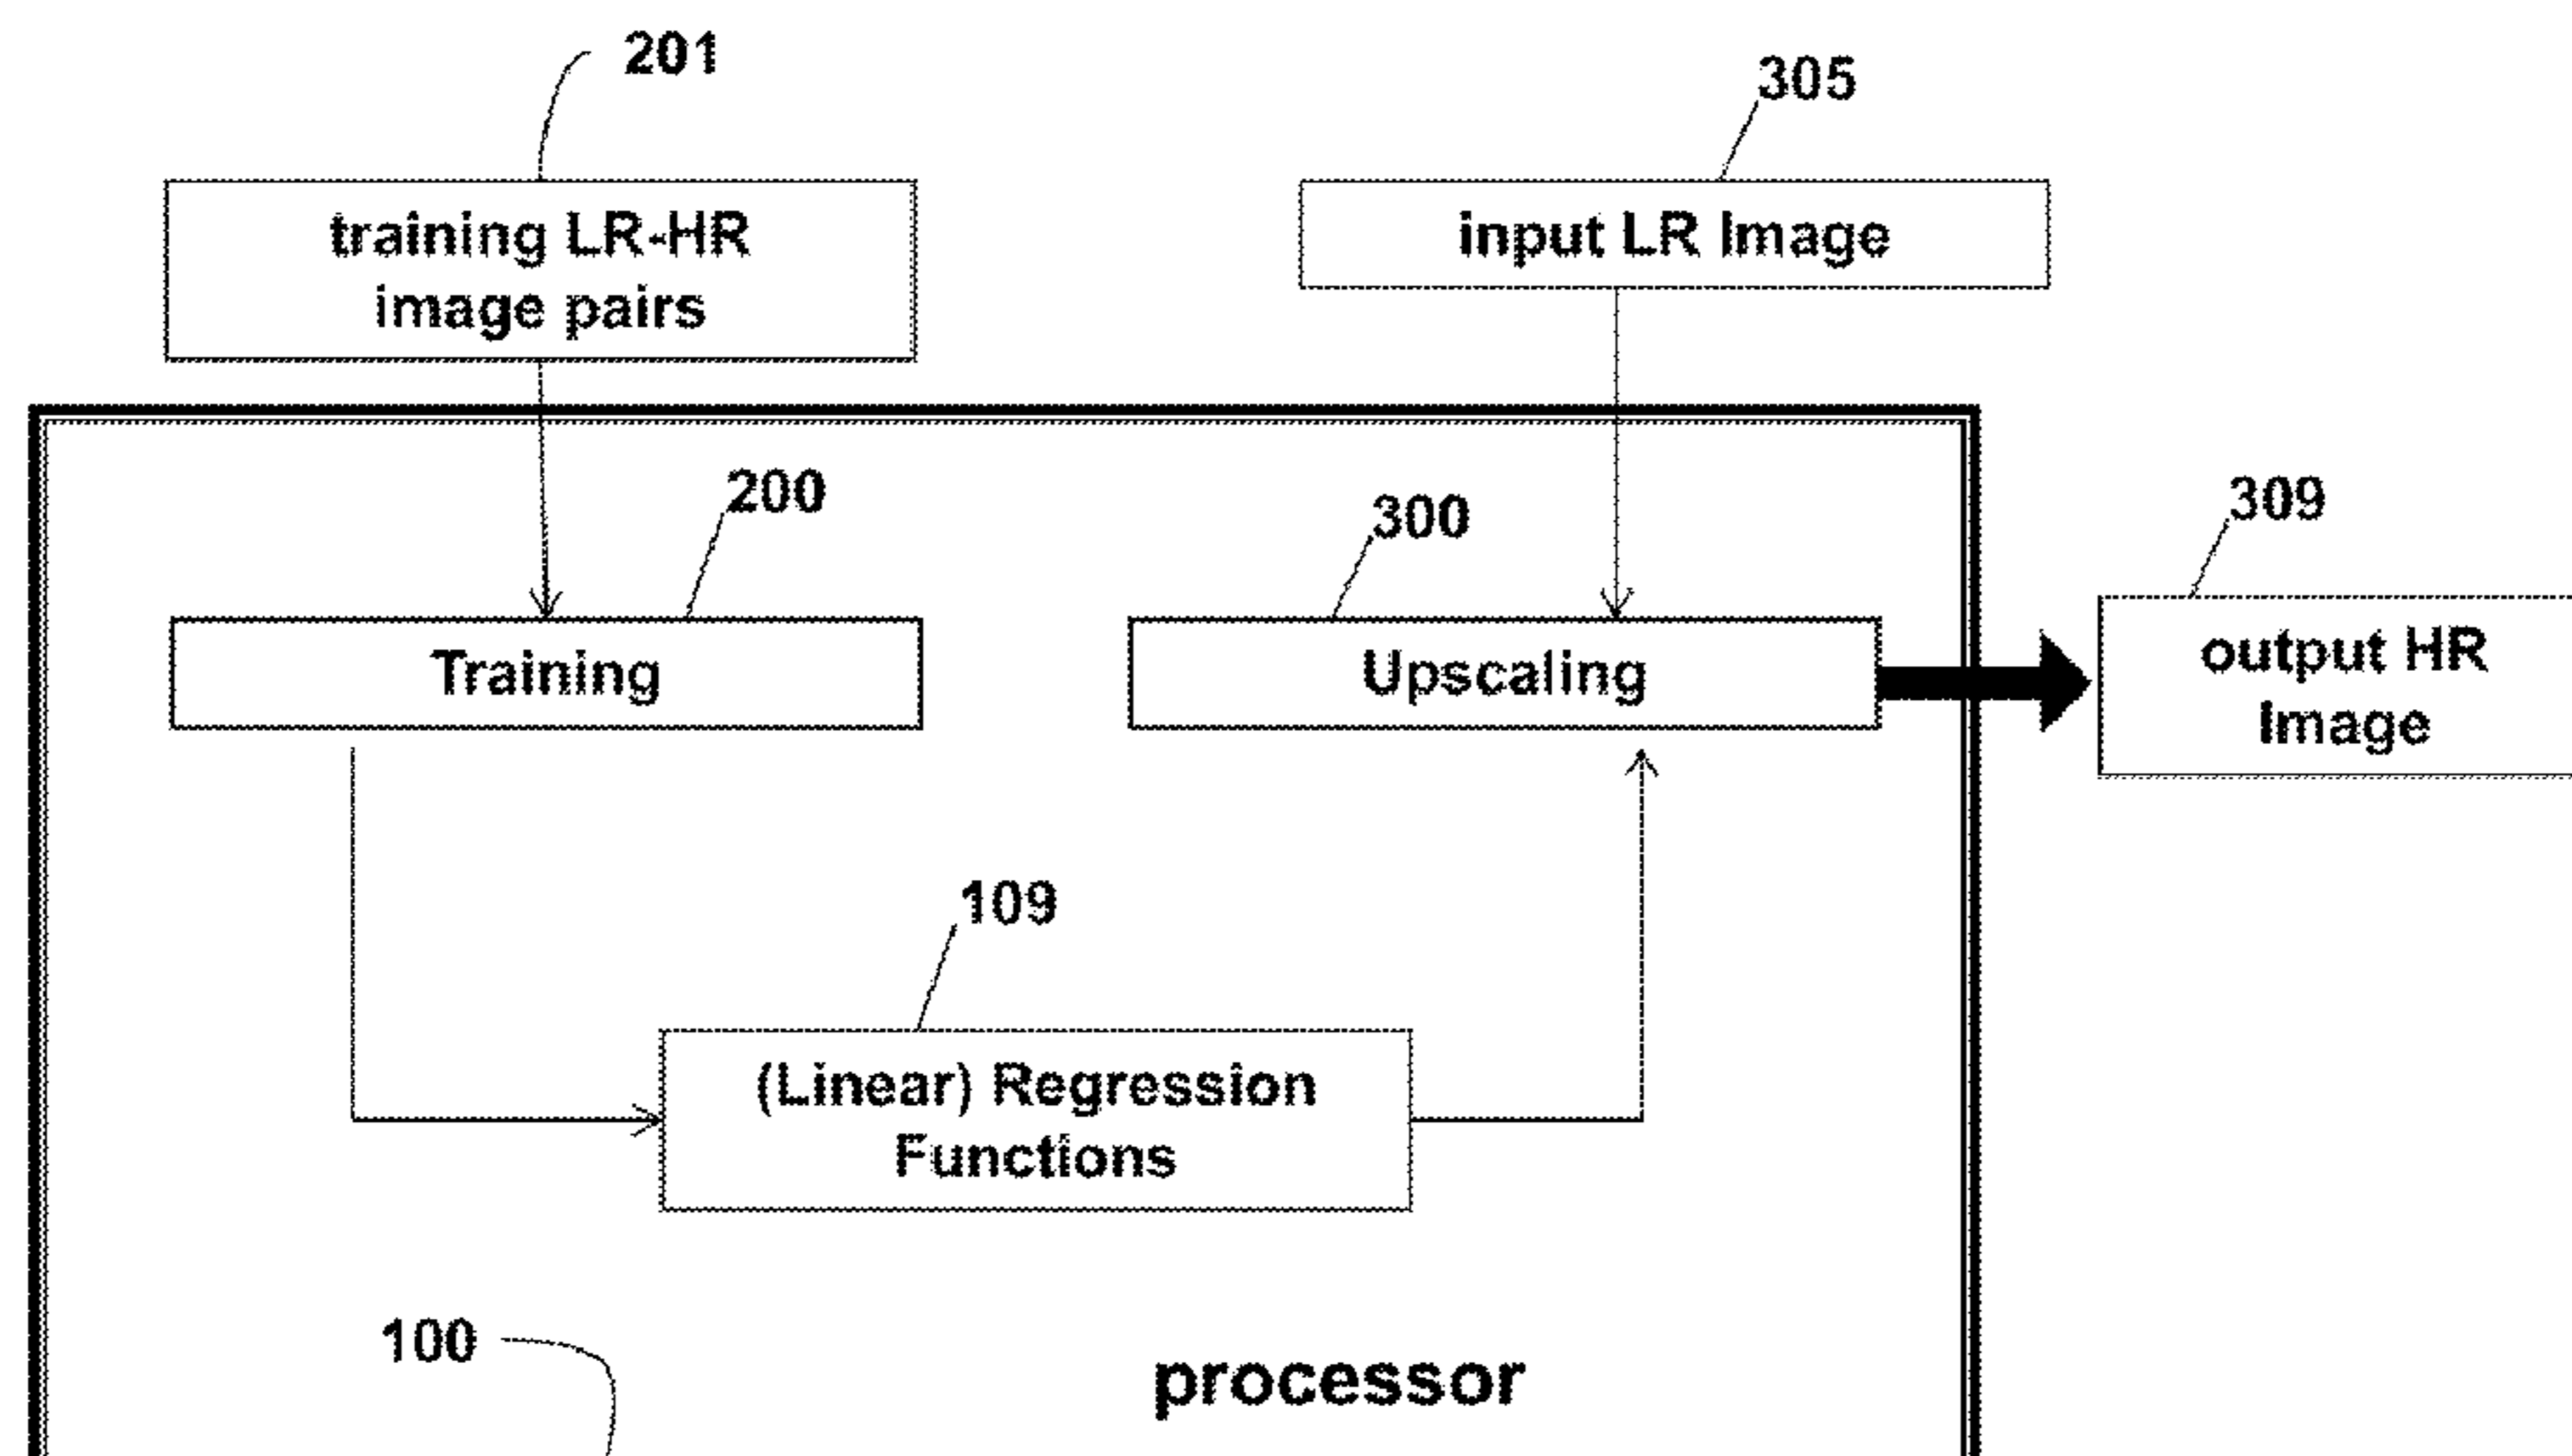 201
305
training LR-HR
image pairs
input LR Image
200
300
309
Training
Upscaling
output HR
Image
109
(Linear) Regression
Functions
100
processor